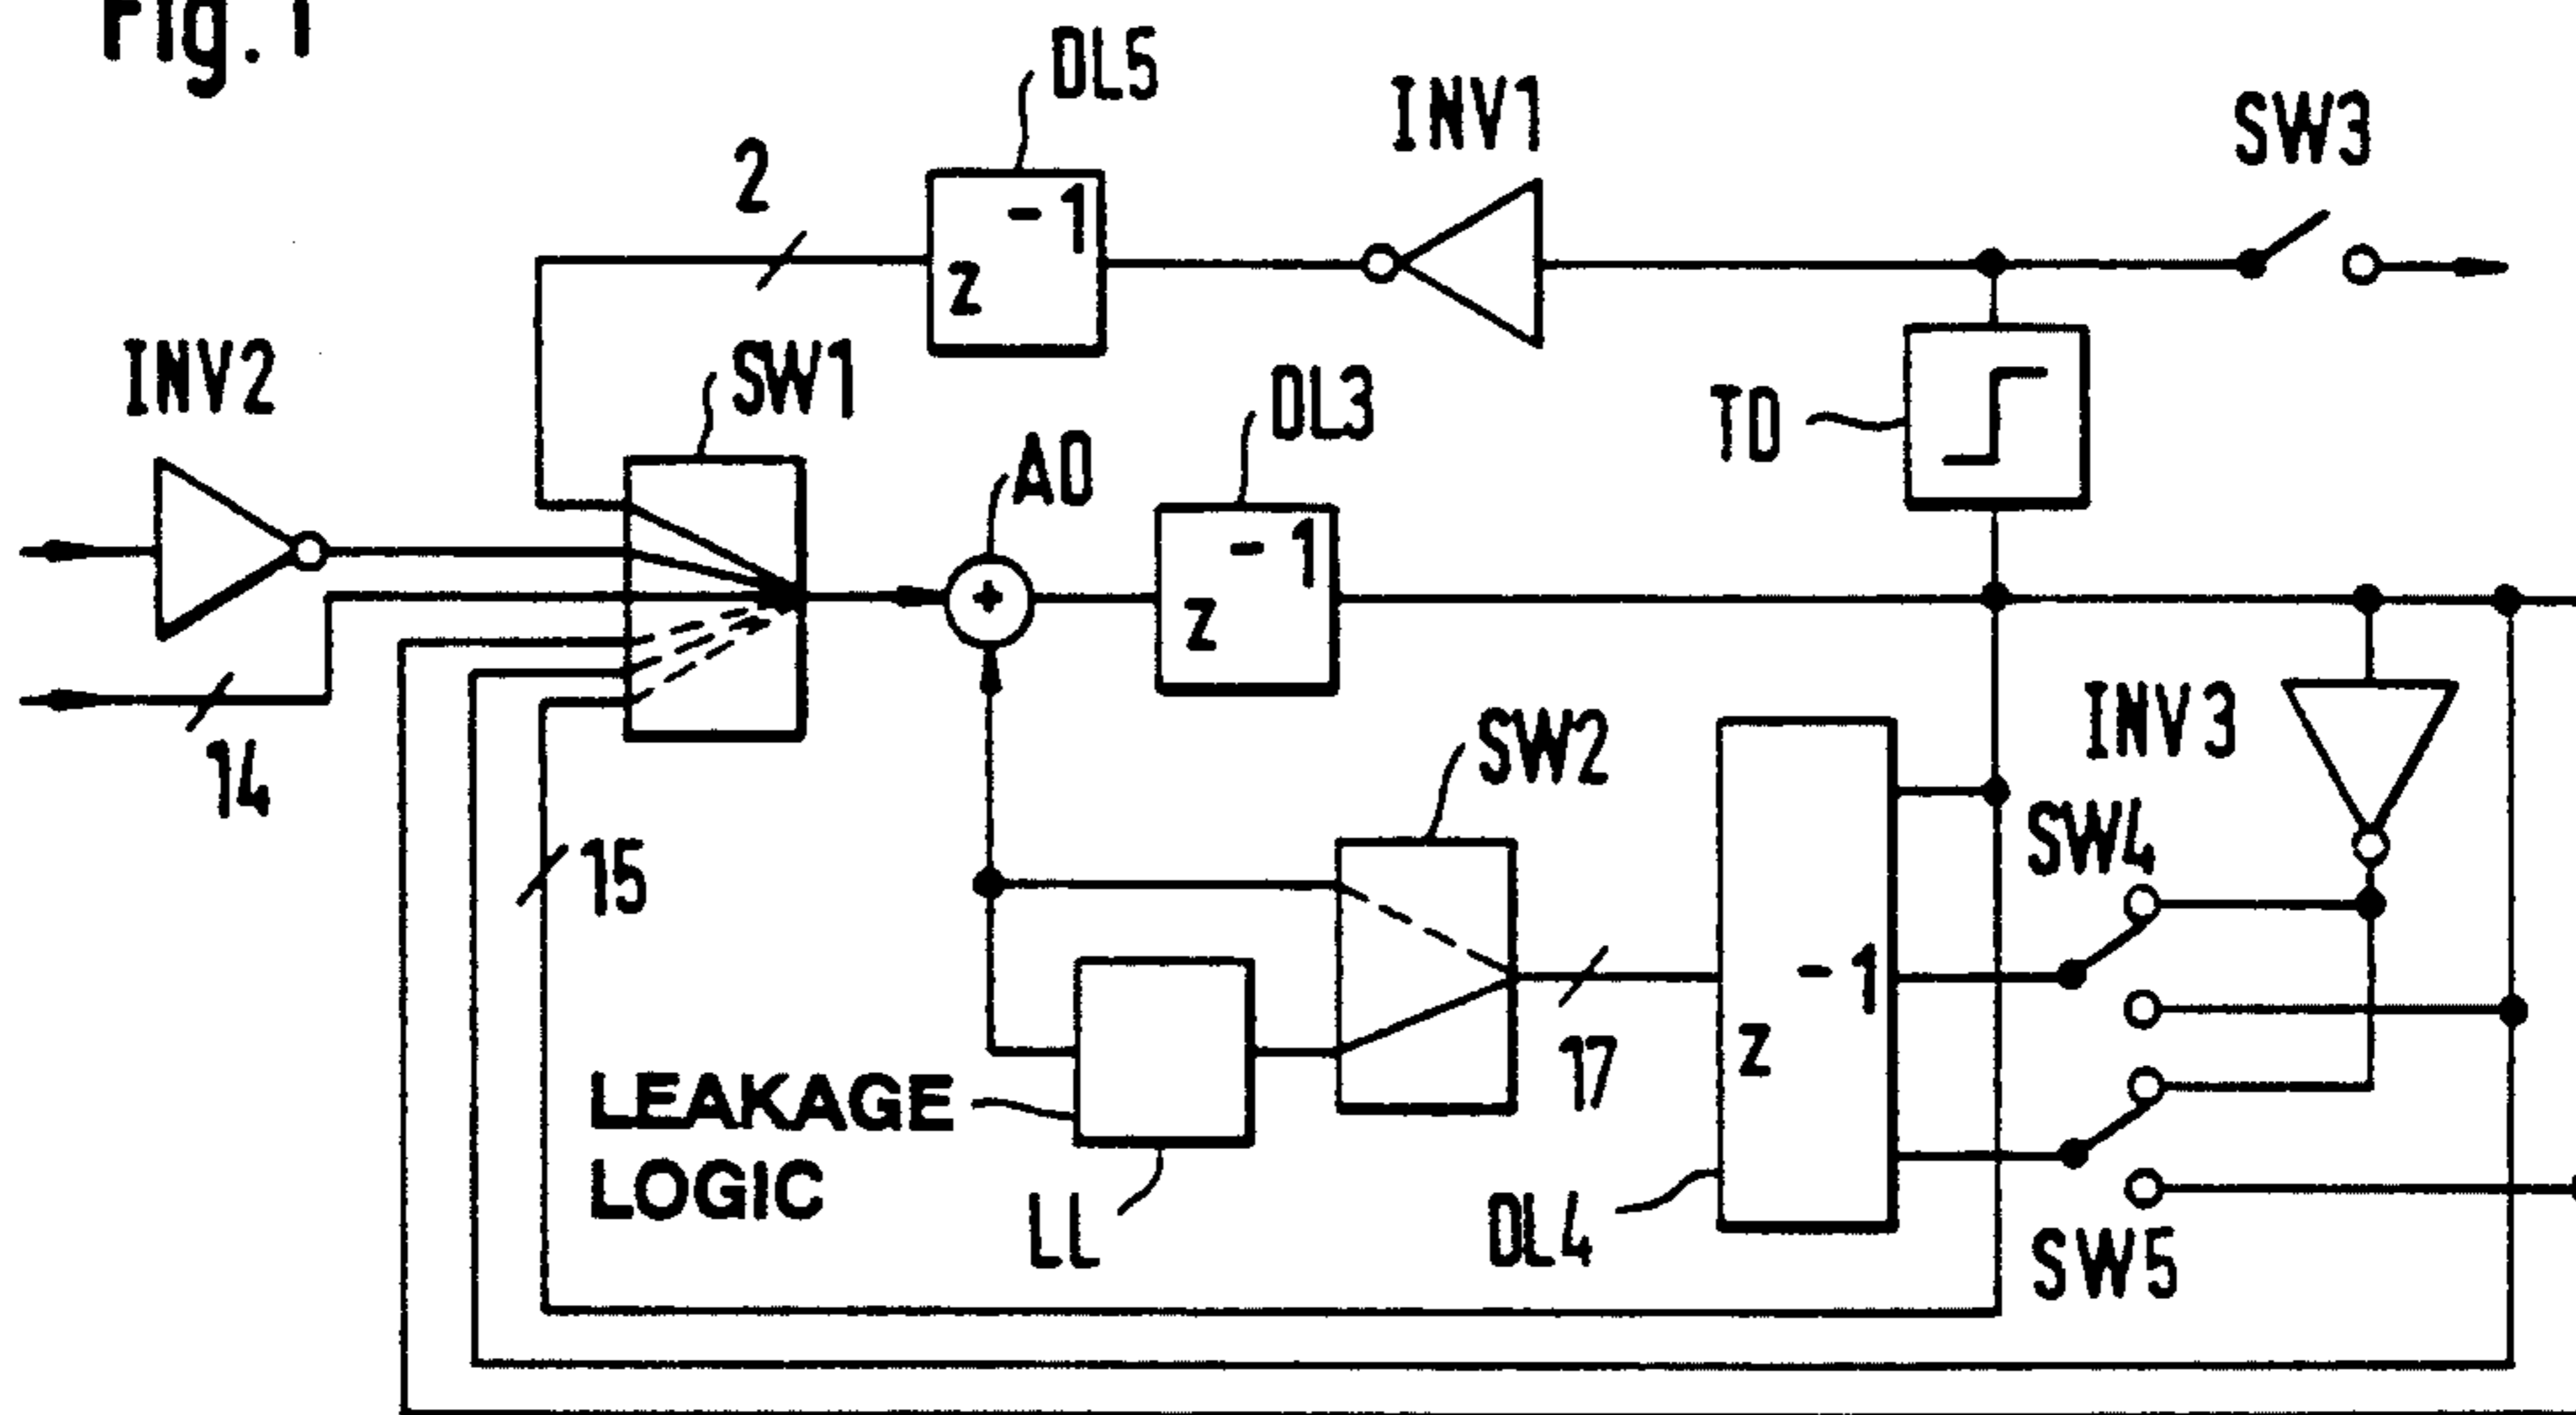 Fig. 1
DL5
INV1
SW3
2
-1
z
INV2
SW1
DL3
TD
AD
-1
z
+
INV3
SW2
14
SW4
15
-1
z
17
LEAKAGE
LOGIC
LL
DL4
SW5